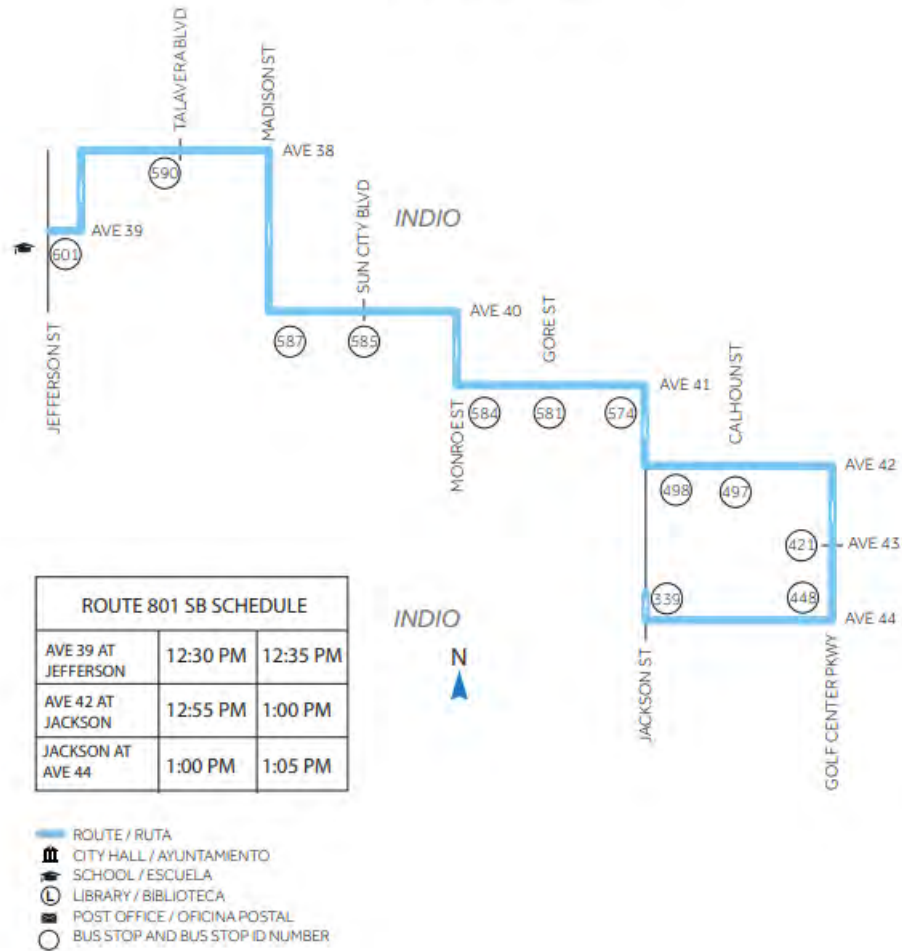 TALAVERA BLVD
MADISON ST
AVE 38
590
SUN CITY BLVD
INDIO
AVE 39
601
AVE 40
587
585
GORE ST
JEFFERSON ST
AVE 41
CALHOUN ST
584
581
574
MONROE ST
AVE 42
498
497
421
AVE 43
339
448
INDIO
AVE 44
N
JACKSON ST
GOLF CENTER PKWY
ROUTE 801 SB SCHEDULE
AVE 39 AT JEFFERSON 12:30 PM 12:35 PM
AVE 42 AT JACKSON 12:55 PM 1:00 PM
JACKSON AT AVE 44 1:00 PM 1:05 PM
ROUTE / RUTA
CITY HALL / AYUNTAMIENTO
SCHOOL / ESCUELA
L LIBRARY / BIBLIOTECA
POST OFFICE / OFICINA POSTAL
BUS STOP AND BUS STOP ID NUMBER